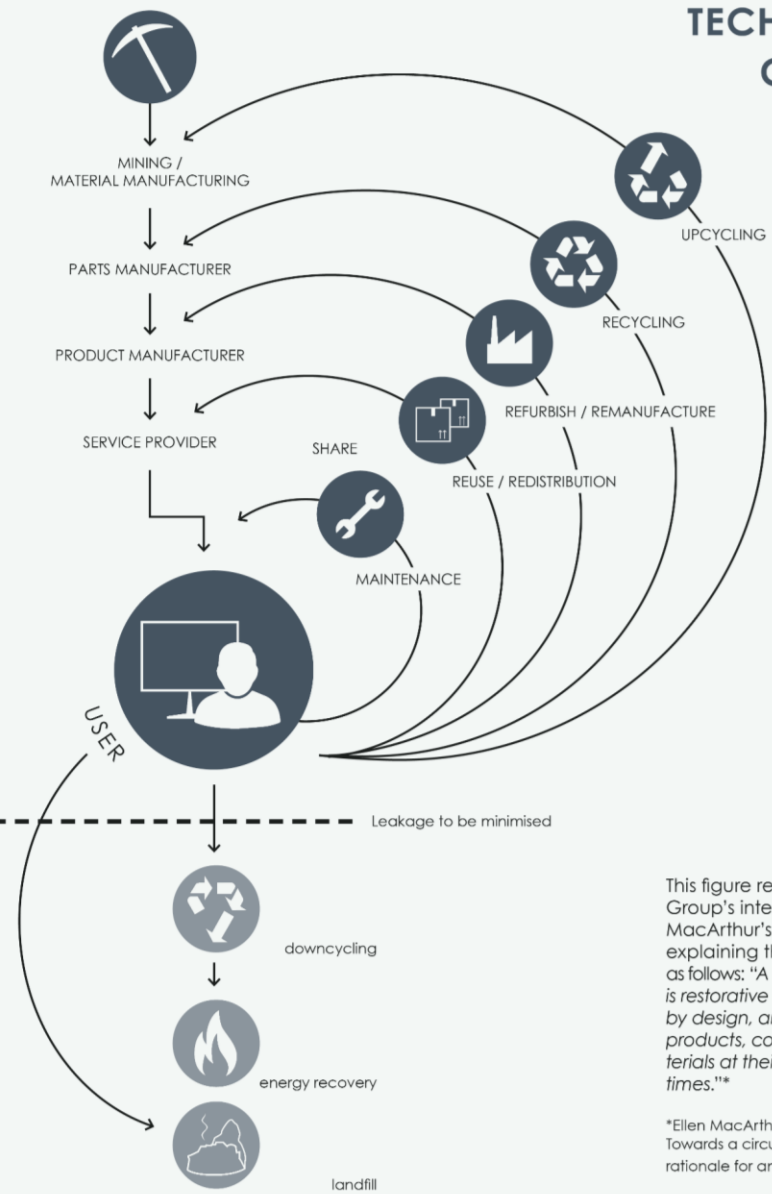 TECH
MINING /
MATERIAL MANUFACTURING
UPCYCLING
PARTS MANUFACTURER
RECYCLING
PRODUCT MANUFACTURER
REFURBISH / REMANUFACTURE
SERVICE PROVIDER
SHARE
REUSE / REDISTRIBUTION
MAINTENANCE
USER
Leakage to be minimised
downcycling
energy recovery
landfill
This figure re
Group's inte
MacArthur's
explaining th
as follows: "A
is restorative
by design, a
products, co
terials at thei
times."*
*Ellen MacArth
Towards a circu
rationale for a